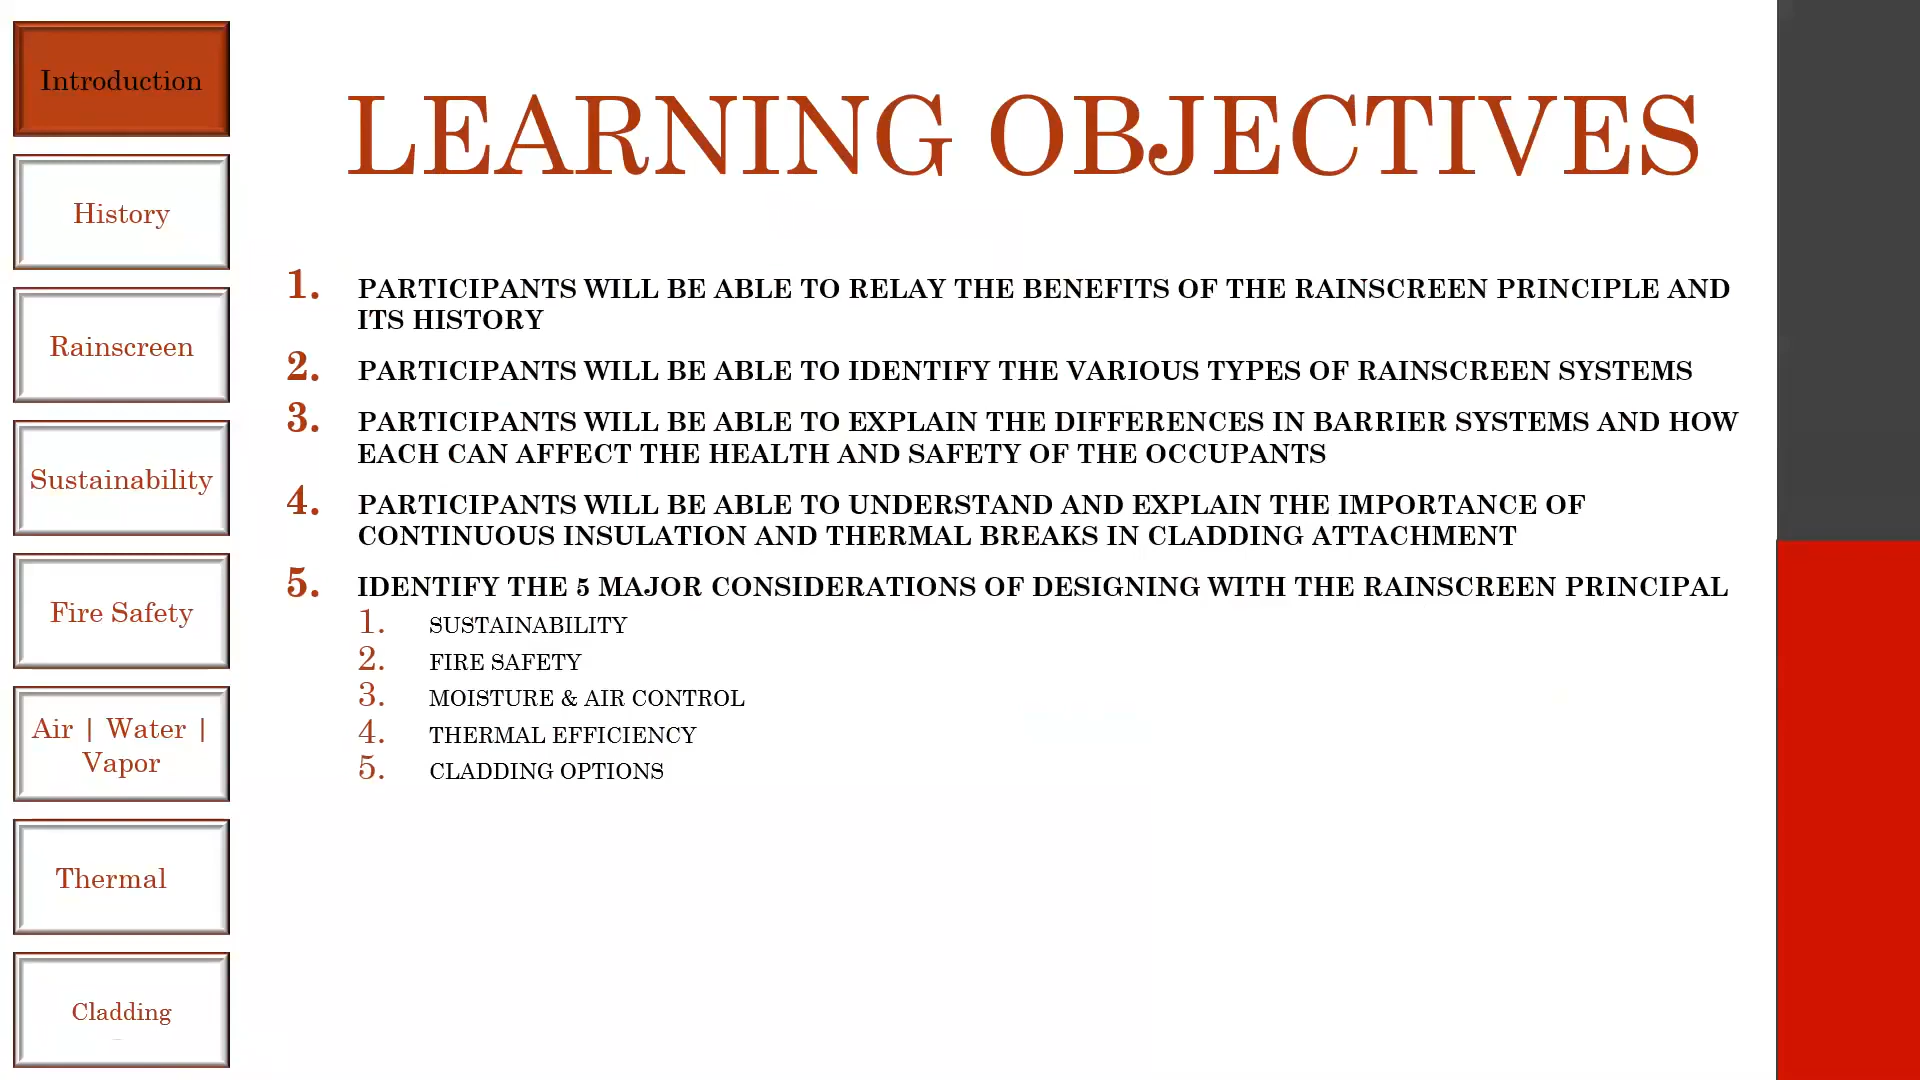 Introduction
History
Rainscreen
Sustainability
Fire Safety
Air | Water |
Vapor
Thermal
Cladding
LEARNING OBJECTIVES
1. PARTICIPANTS WILL BE ABLE TO RELAY THE BENEFITS OF THE RAINSCREEN PRINCIPLE AND
ITS HISTORY
2. PARTICIPANTS WILL BE ABLE TO IDENTIFY THE VARIOUS TYPES OF RAINSCREEN SYSTEMS
3. PARTICIPANTS WILL BE ABLE TO EXPLAIN THE DIFFERENCES IN BARRIER SYSTEMS AND HOW
EACH CAN AFFECT THE HEALTH AND SAFETY OF THE OCCUPANTS
4. PARTICIPANTS WILL BE ABLE TO UNDERSTAND AND EXPLAIN THE IMPORTANCE OF
CONTINUOUS INSULATION AND THERMAL BREAKS IN CLADDING ATTACHMENT
5. IDENTIFY THE 5 MAJOR CONSIDERATIONS OF DESIGNING WITH THE RAINSCREEN PRINCIPAL
1. SUSTAINABILITY
2. FIRE SAFETY
3. MOISTURE & AIR CONTROL
4. THERMAL EFFICIENCY
5. CLADDING OPTIONS